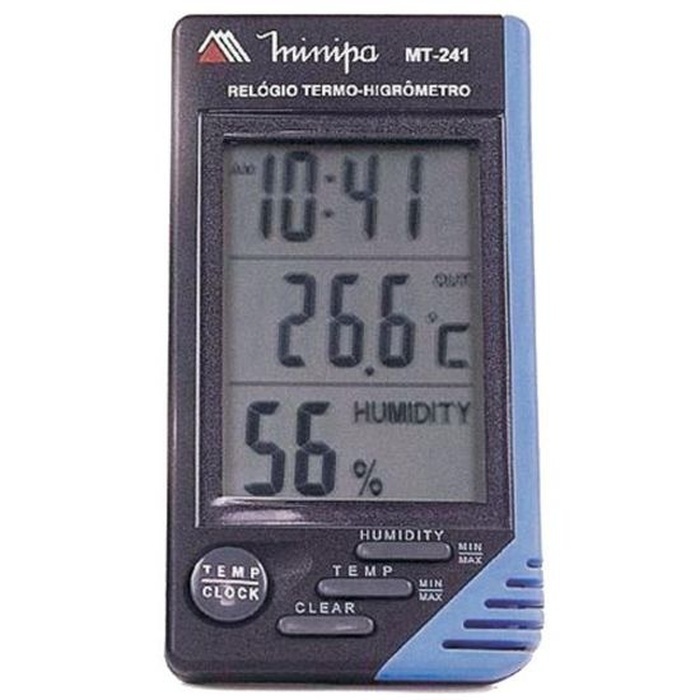 minipa MT-241
RELÓGIO TERMO-HIGRÔMETRO
10:41
OUT
26.6 °C
HUMIDITY
56 %
HUMIDITY
MIN
MAX
TEMP
MIN
MAX
TEMP
CLOCK
CLEAR